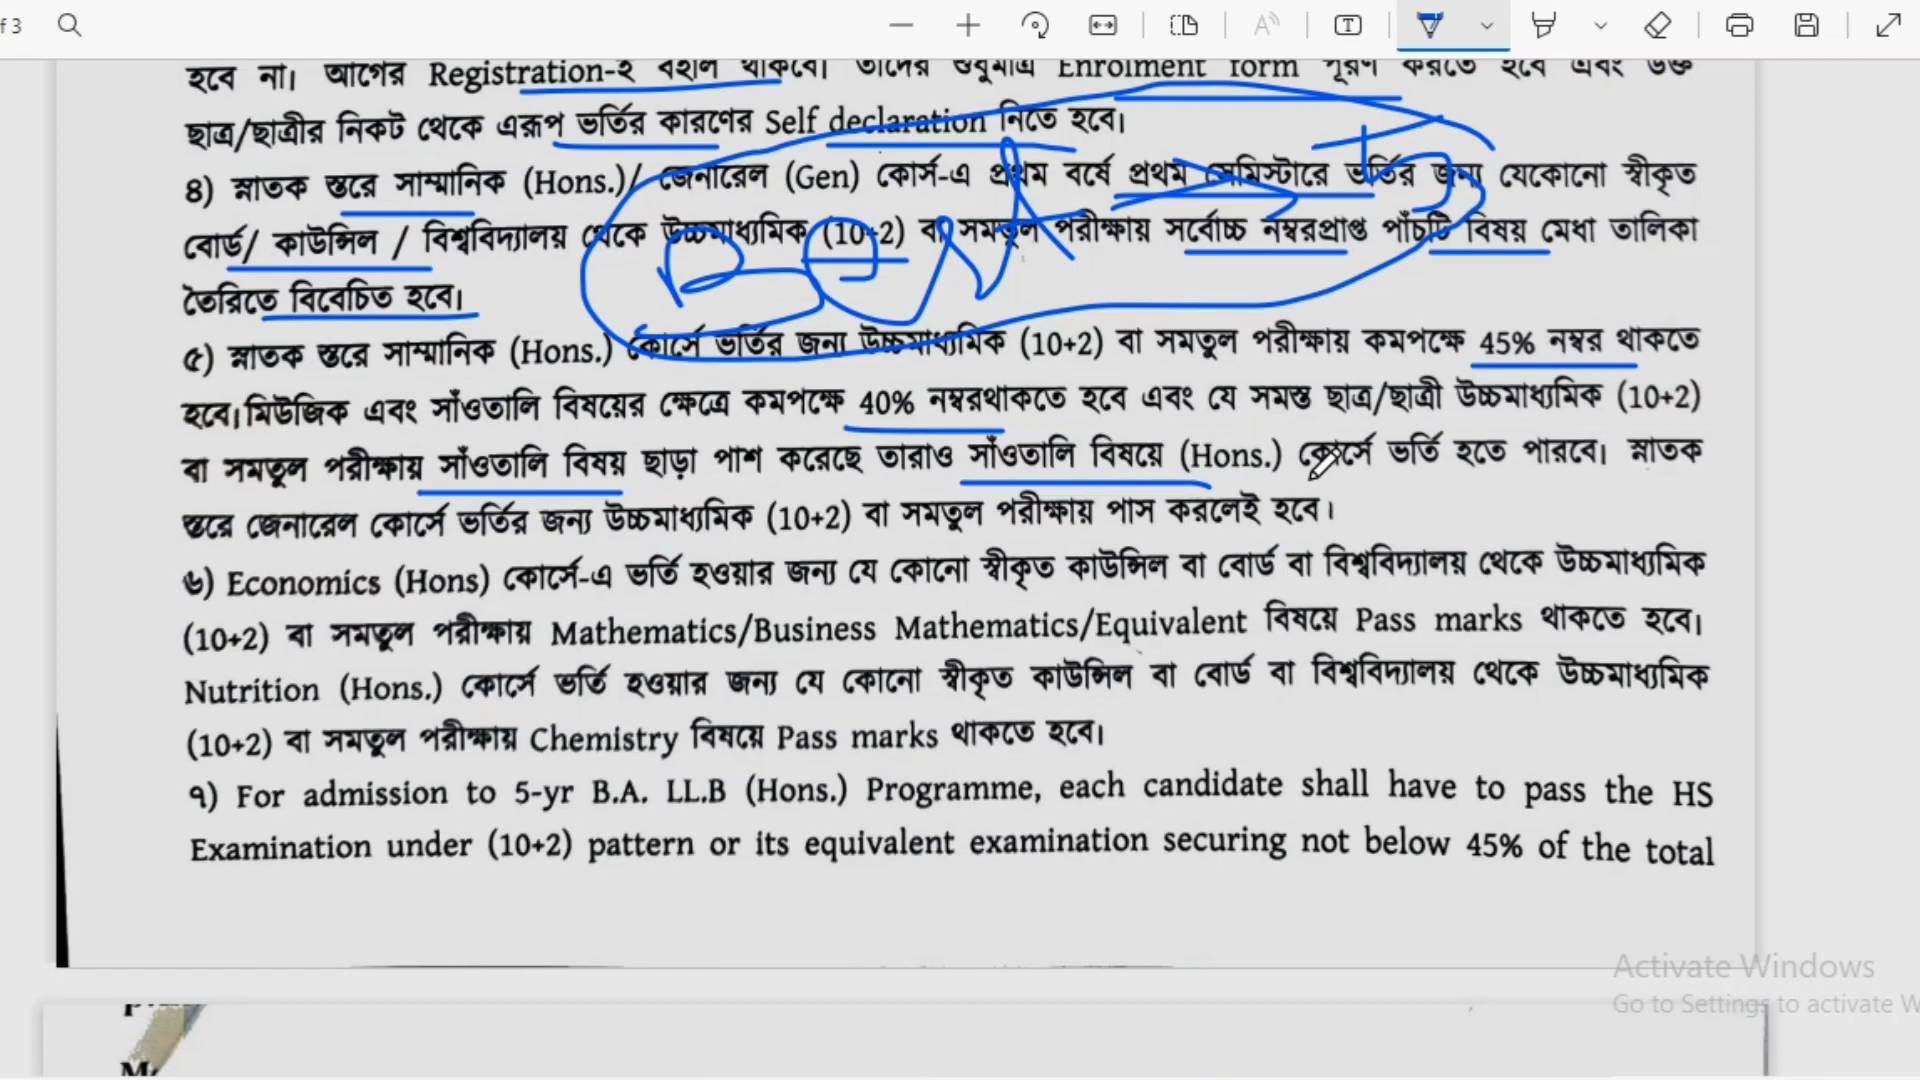 f 3
হবে না। আগের Registration-ই বহাল থাকবে। তাদের শুধুমাত্র Enrolment form পূরণ করতে হবে এবং উক্ত
ছাত্র/ছাত্রীর নিকট থেকে এরূপ ভর্তির কারণের Self declaration নিতে হবে।
৪) স্নাতক স্তরে সাম্মানিক (Hons.)/ জেনারেল (Gen) কোর্স-এ প্রথম বর্ষে প্রথম সেমিস্টারে ভর্তির জন্য যেকোনো স্বীকৃত
বোর্ড/ কাউন্সিল / বিশ্ববিদ্যালয় থেকে উচ্চমাধ্যমিক (10+2) বা সমতুল পরীক্ষায় সর্বোচ্চ নম্বরপ্রাপ্ত পাঁচটি বিষয় মেধা তালিকা
তৈরিতে বিবেচিত হবে।
Best → 5
৫) স্নাতক স্তরে সাম্মানিক (Hons.) কোর্সে ভর্তির জন্য উচ্চমাধ্যমিক (10+2) বা সমতুল পরীক্ষায় কমপক্ষে 45% নম্বর থাকতে
হবে।মিউজিক এবং সাঁওতালি বিষয়ের ক্ষেত্রে কমপক্ষে 40% নম্বরথাকতে হবে এবং যে সমস্ত ছাত্র/ছাত্রী উচ্চমাধ্যমিক (10+2)
বা সমতুল পরীক্ষায় সাঁওতালি বিষয় ছাড়া পাশ করেছে তারাও সাঁওতালি বিষয়ে (Hons.) কোর্সে ভর্তি হতে পারবে। স্নাতক
স্তরে জেনারেল কোর্সে ভর্তির জন্য উচ্চমাধ্যমিক (10+2) বা সমতুল পরীক্ষায় পাস করলেই হবে।
৬) Economics (Hons) কোর্সে-এ ভর্তি হওয়ার জন্য যে কোনো স্বীকৃত কাউন্সিল বা বোর্ড বা বিশ্ববিদ্যালয় থেকে উচ্চমাধ্যমিক
(10+2) বা সমতুল পরীক্ষায় Mathematics/Business Mathematics/Equivalent বিষয়ে Pass marks থাকতে হবে।
Nutrition (Hons.) কোর্সে ভর্তি হওয়ার জন্য যে কোনো স্বীকৃত কাউন্সিল বা বোর্ড বা বিশ্ববিদ্যালয় থেকে উচ্চমাধ্যমিক
(10+2) বা সমতুল পরীক্ষায় Chemistry বিষয়ে Pass marks থাকতে হবে।
৭) For admission to 5-yr B.A. LL.B (Hons.) Programme, each candidate shall have to pass the HS
Examination under (10+2) pattern or its equivalent examination securing not below 45% of the total
Activate Windows
Go to Settings to activate W